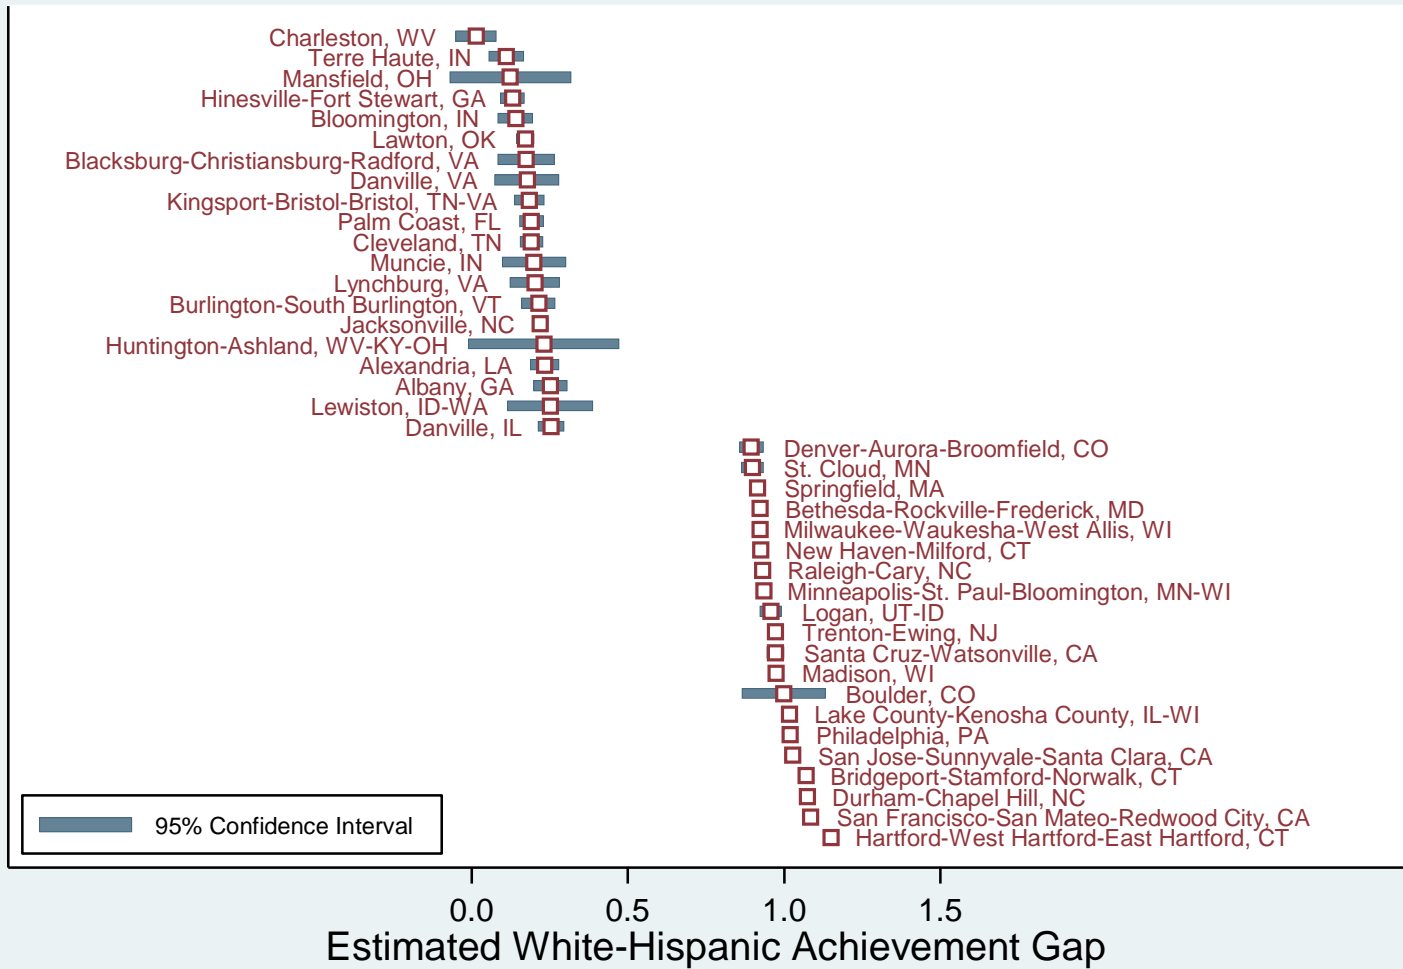 Charleston, WV
Terre Haute, IN
Mansfield, OH
Hinesville-Fort Stewart, GA
Bloomington, IN
Lawton, OK
Blacksburg-Christiansburg-Radford, VA
Danville, VA
Kingsport-Bristol-Bristol, TN-VA
Palm Coast, FL
Cleveland, TN
Muncie, IN
Lynchburg, VA
Burlington-South Burlington, VT
Jacksonville, NC
Huntington-Ashland, WV-KY-OH
Alexandria, LA
Albany, GA
Lewiston, ID-WA
Danville, IL
Denver-Aurora-Broomfield, CO
St. Cloud, MN
Springfield, MA
Bethesda-Rockville-Frederick, MD
Milwaukee-Waukesha-West Allis, WI
New Haven-Milford, CT
Raleigh-Cary, NC
Minneapolis-St. Paul-Bloomington, MN-WI
Logan, UT-ID
Trenton-Ewing, NJ
Santa Cruz-Watsonville, CA
Madison, WI
Boulder, CO
Lake County-Kenosha County, IL-WI
Philadelphia, PA
San Jose-Sunnyvale-Santa Clara, CA
Bridgeport-Stamford-Norwalk, CT
Durham-Chapel Hill, NC
San Francisco-San Mateo-Redwood City, CA
Hartford-West Hartford-East Hartford, CT
95% Confidence Interval
0.0 0.5 1.0 1.5
Estimated White-Hispanic Achievement Gap